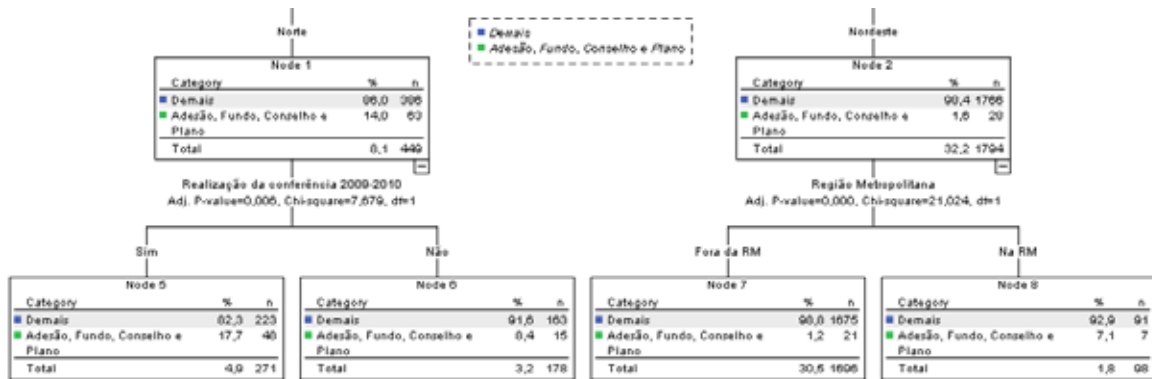 Norte
Demais
Adesão, Fundo, Conselho e Plano
Nordeste
Node 1
Category % n
Demais 86,0 386
Adesão, Fundo, Conselho e 14,0 63
Plano
Total 8,1 449
Node 2
Category % n
Demais 98,4 1766
Adesão, Fundo, Conselho e 1,6 28
Plano
Total 32,2 1794
Realização da conferência 2009-2010
Adj. P-value=0,006, Chi-square=7,679, df=1
Região Metropolitana
Adj. P-value=0,000, Chi-square=21,024, df=1
Sim
Não
Fora da RM
Na RM
Node 5
Category % n
Demais 82,3 223
Adesão, Fundo, Conselho e 17,7 48
Plano
Total 4,9 271
Node 6
Category % n
Demais 91,6 163
Adesão, Fundo, Conselho e 8,4 15
Plano
Total 3,2 178
Node 7
Category % n
Demais 98,8 1675
Adesão, Fundo, Conselho e 1,2 21
Plano
Total 30,5 1696
Node 8
Category % n
Demais 92,9 91
Adesão, Fundo, Conselho e 7,1 7
Plano
Total 1,8 98